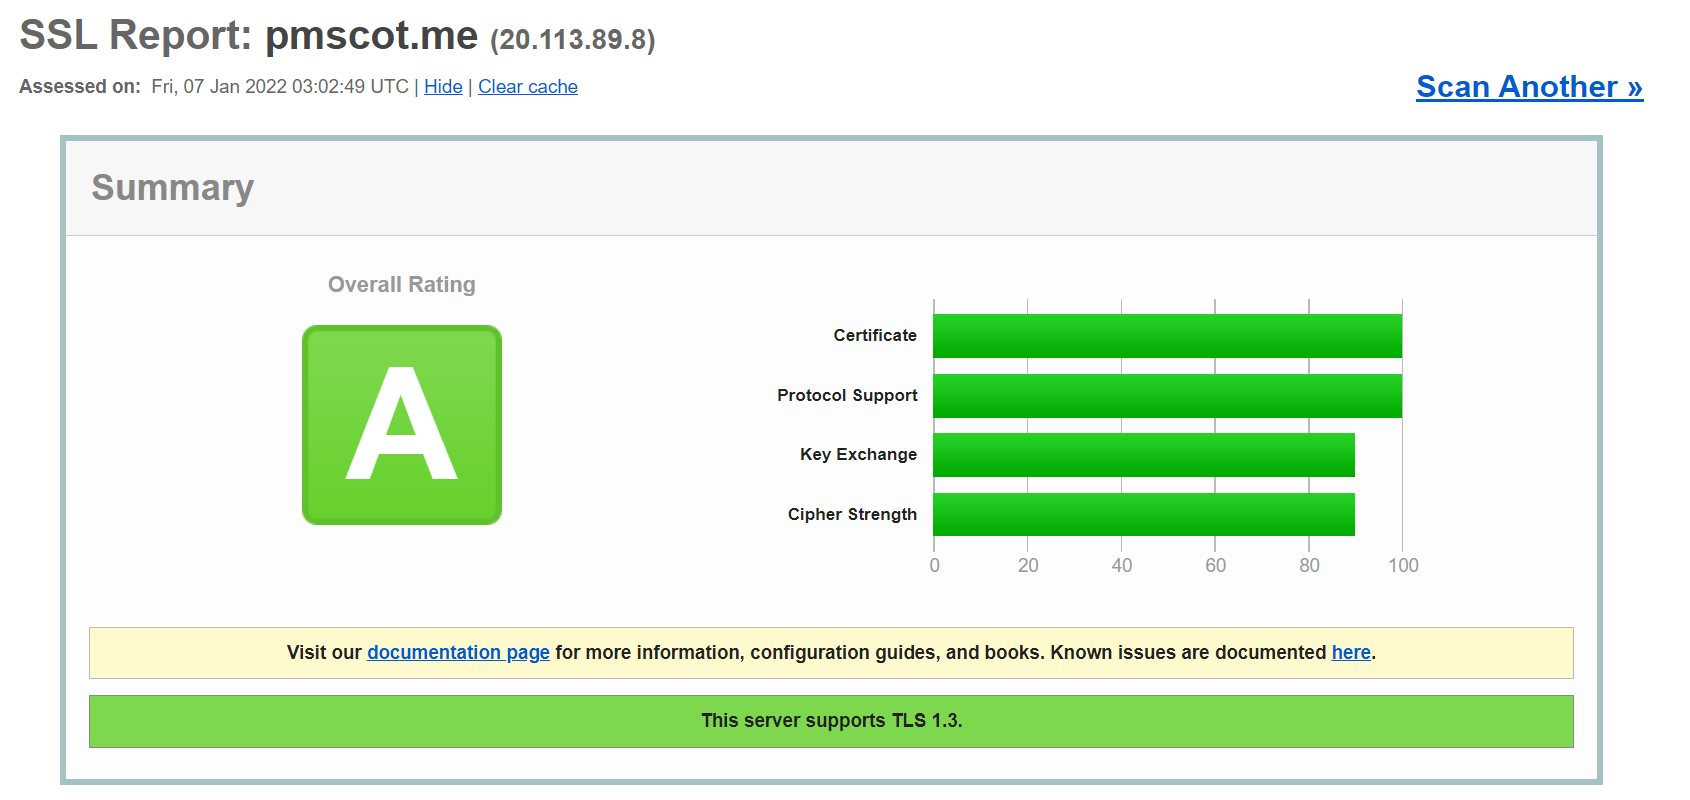 SSL Report: pmscot.me (20.113.89.8)
Assessed on: Fri, 07 Jan 2022 03:02:49 UTC | Hide | Clear cache
Scan Another »
Summary
Overall Rating
A
Certificate
Protocol Support
Key Exchange
Cipher Strength
0 20 40 60 80 100
Visit our documentation page for more information, configuration guides, and books. Known issues are documented here.
This server supports TLS 1.3.